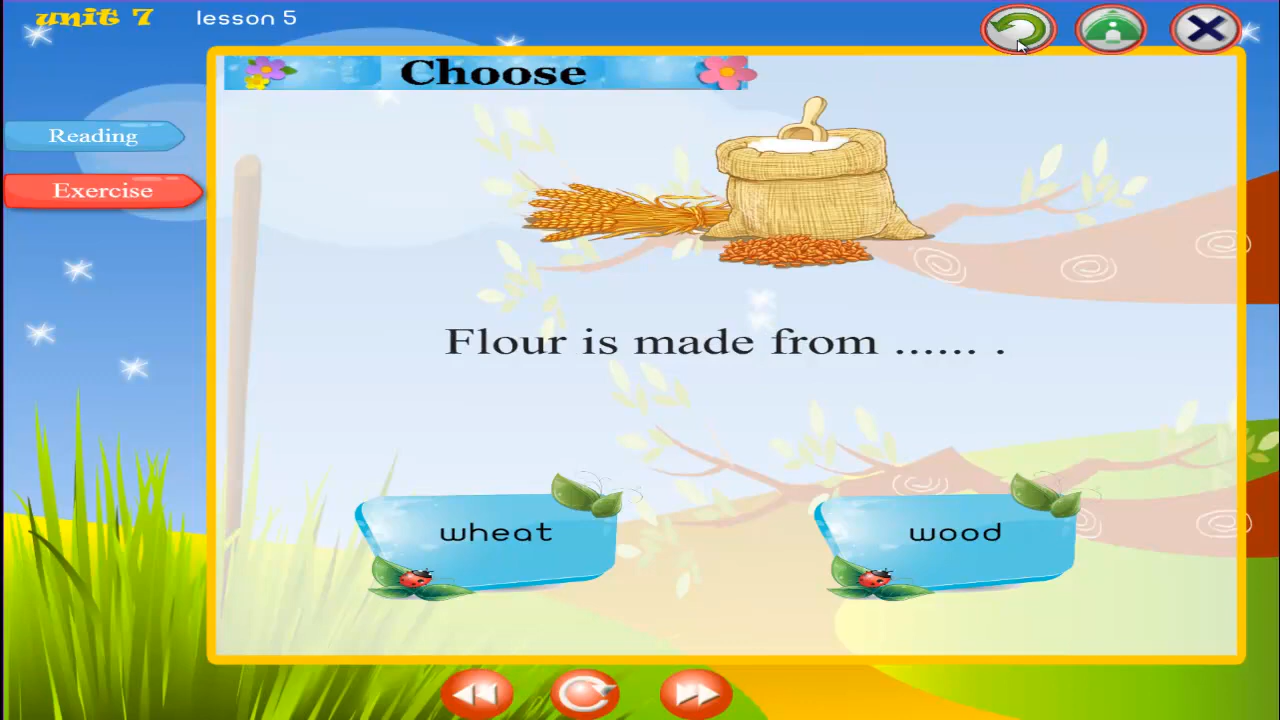 unit 7 lesson 5
Choose
Reading
Exercise
Flour is made from ...... .
wheat
wood